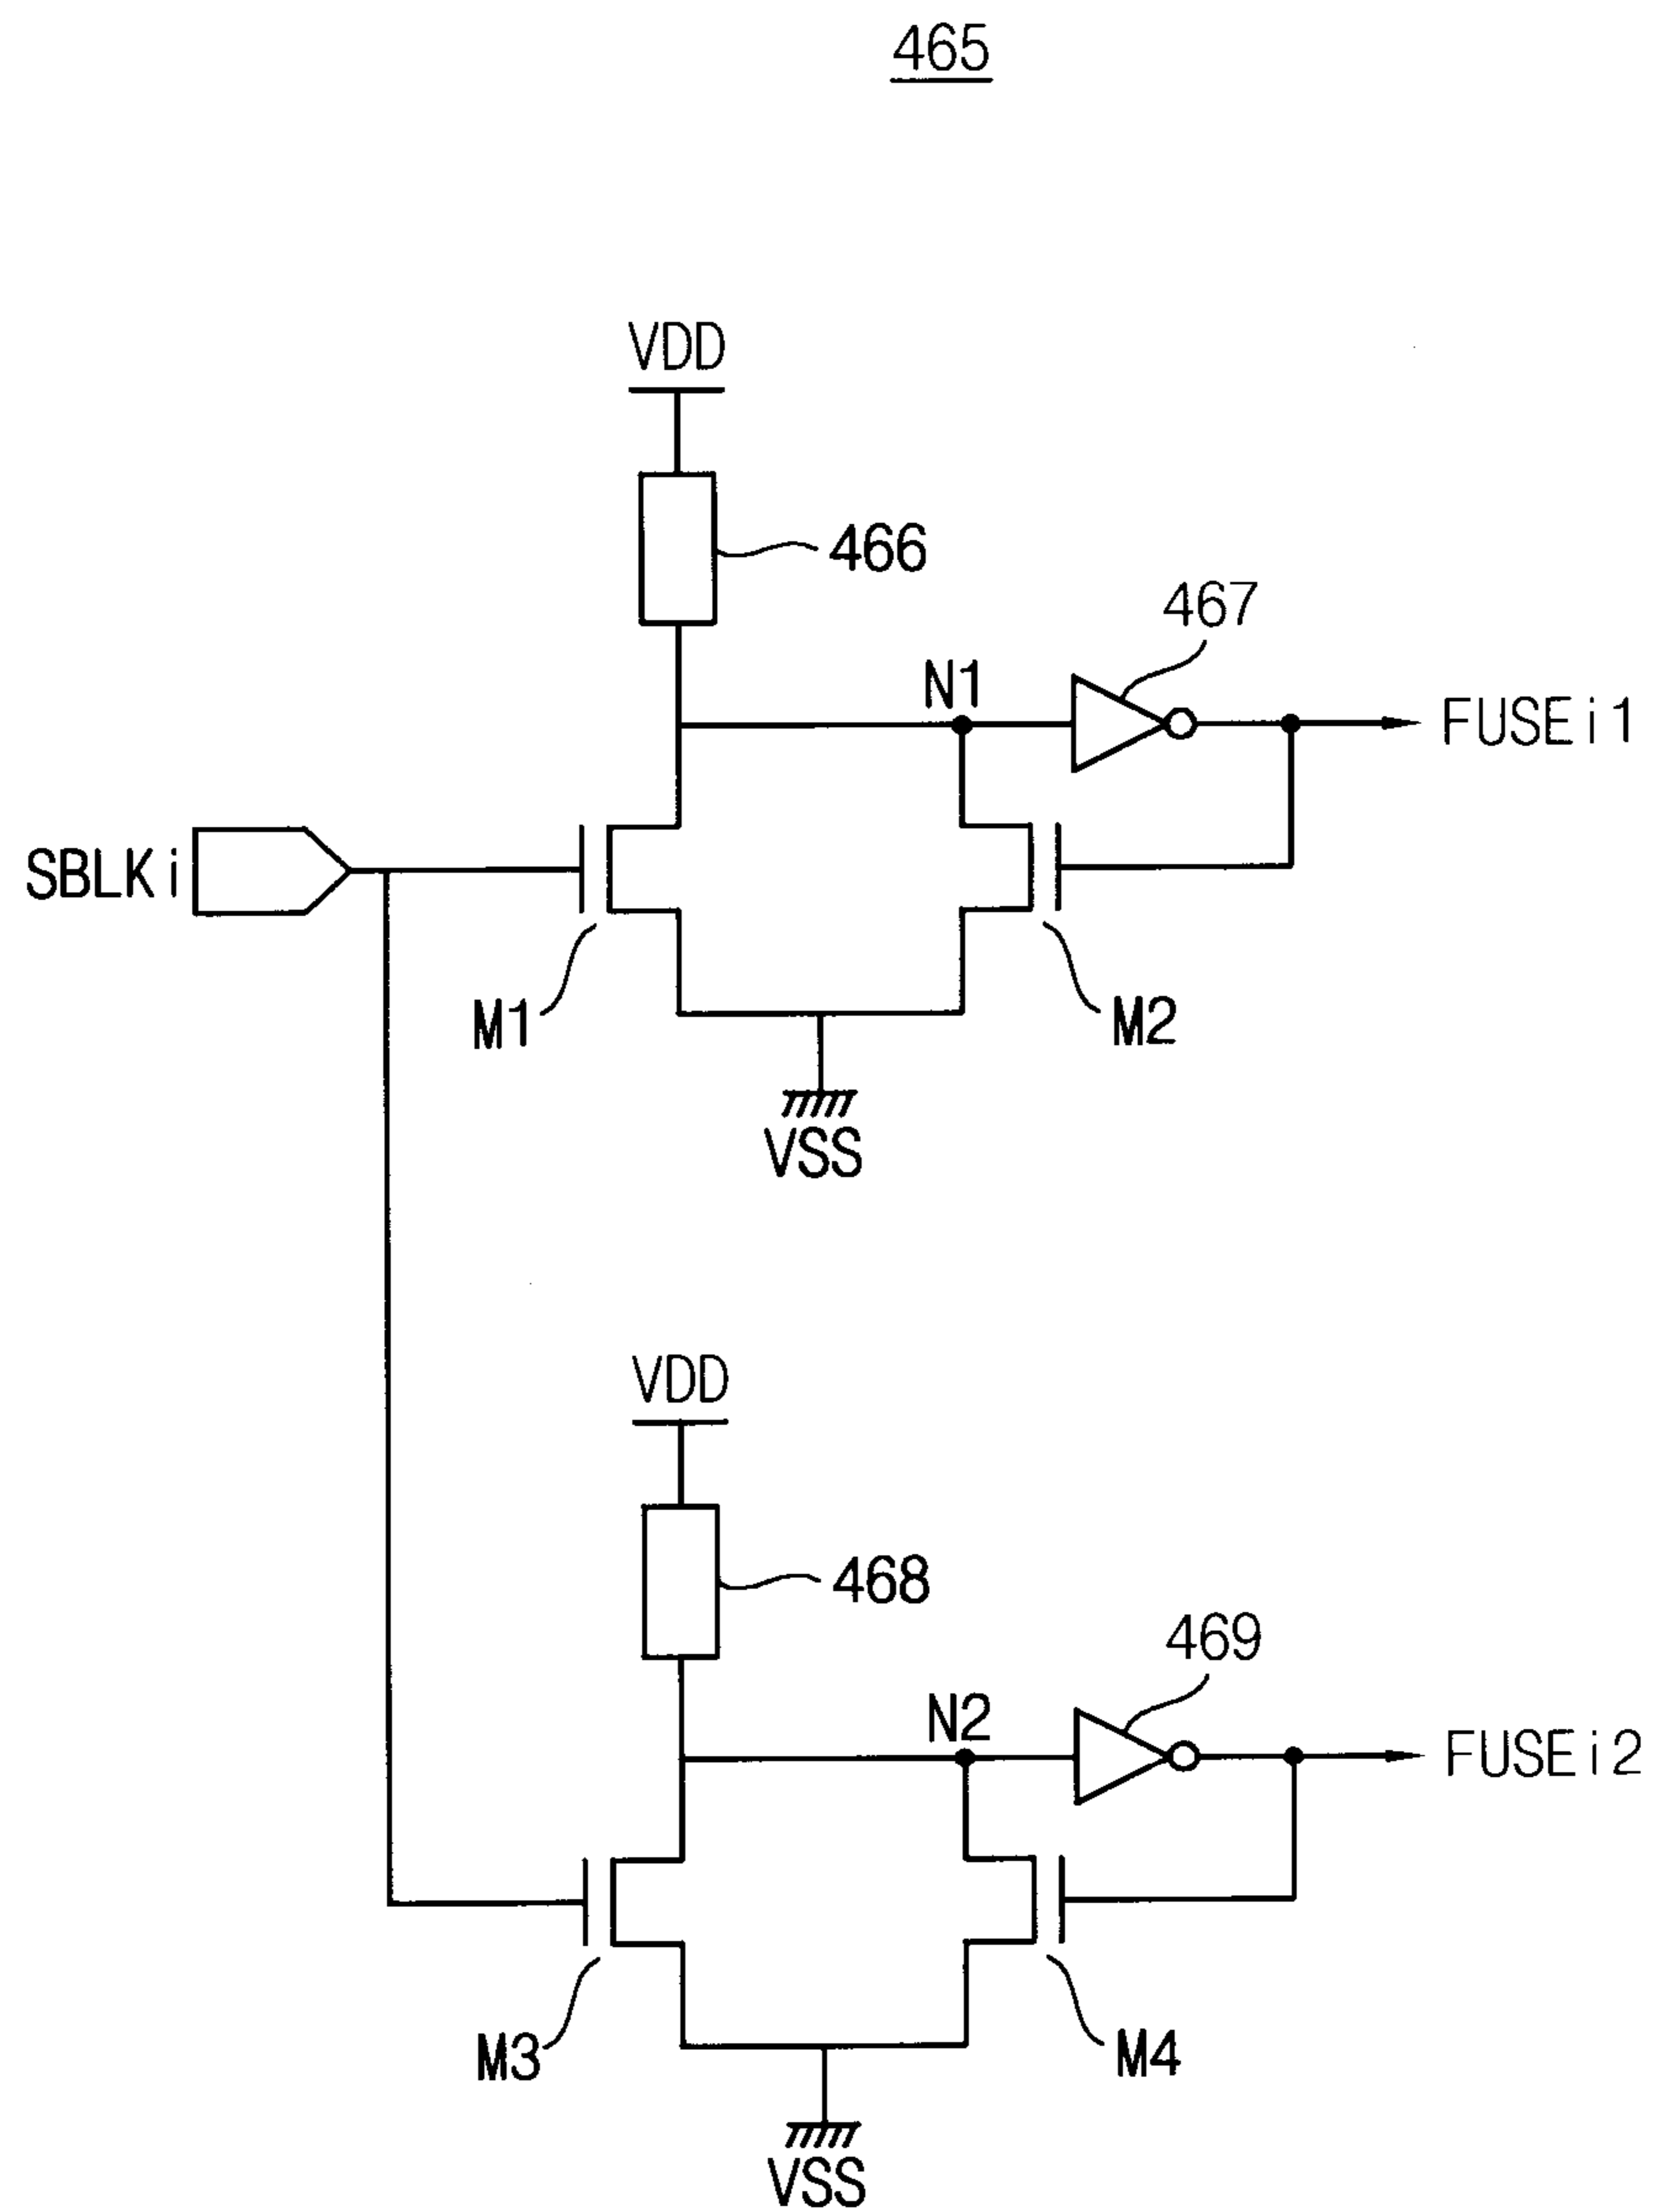 465
VDD
466
467
N1
FUSEi1
SBLKi
M1
M2
VSS
VDD
468
469
N2
FUSEi2
M3
M4
VSS